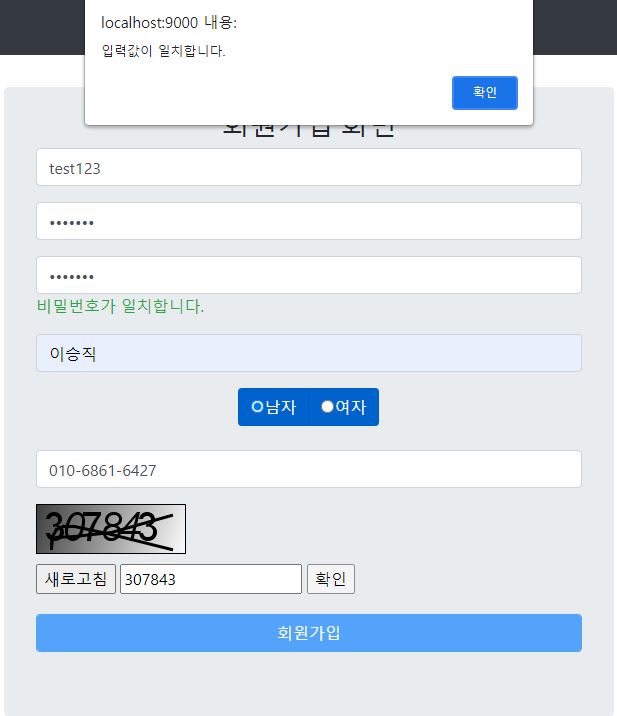 localhost:9000 내용:
입력값이 일치합니다.
확인
회원가입 화면
test123
•••••••
•••••••
비밀번호가 일치합니다.
이승직
남자 여자
010-6861-6427
307843
새로고침 307843 확인
회원가입